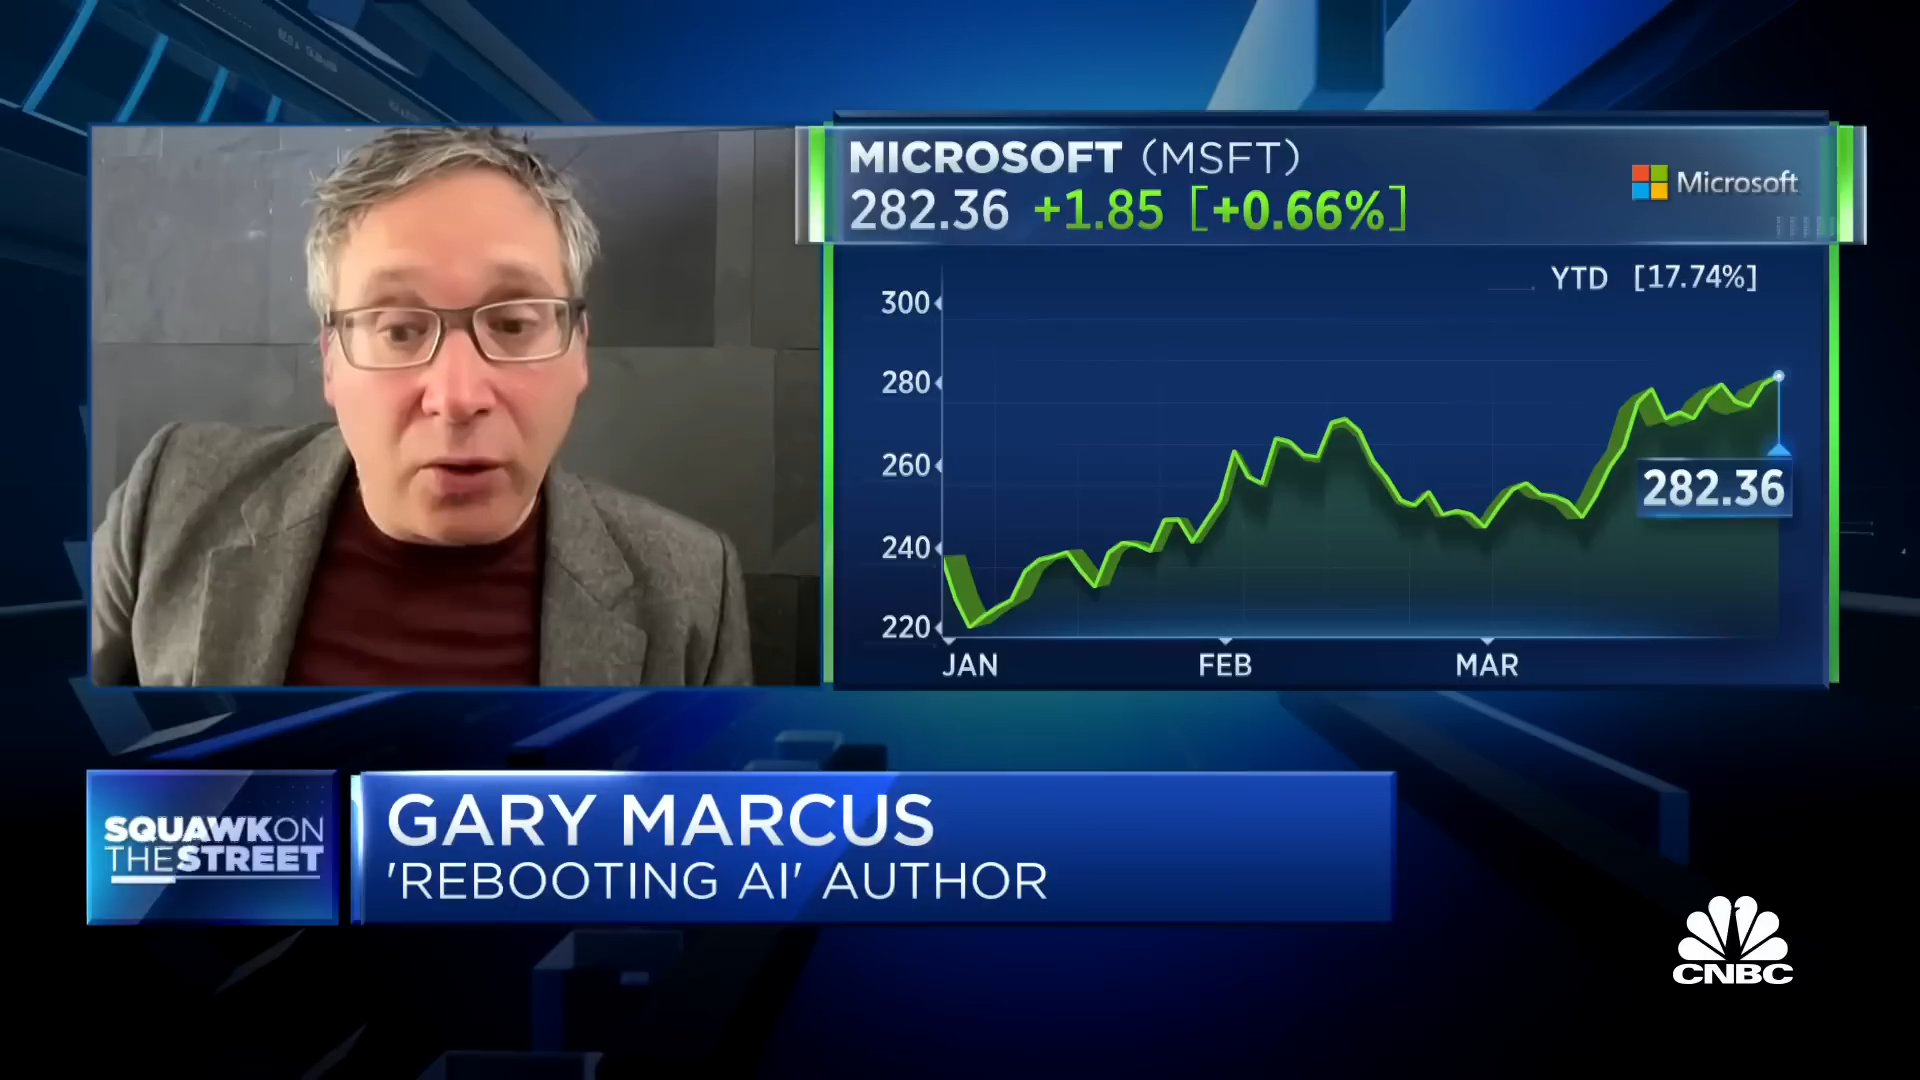 MICROSOFT (MSFT)
282.36 +1.85 [+0.66%]
Microsoft
YTD [17.74%]
300
280
260
240
220
282.36
JAN FEB MAR
SQUAWK ON
THE STREET
GARY MARCUS
'REBOOTING AI' AUTHOR
CNBC